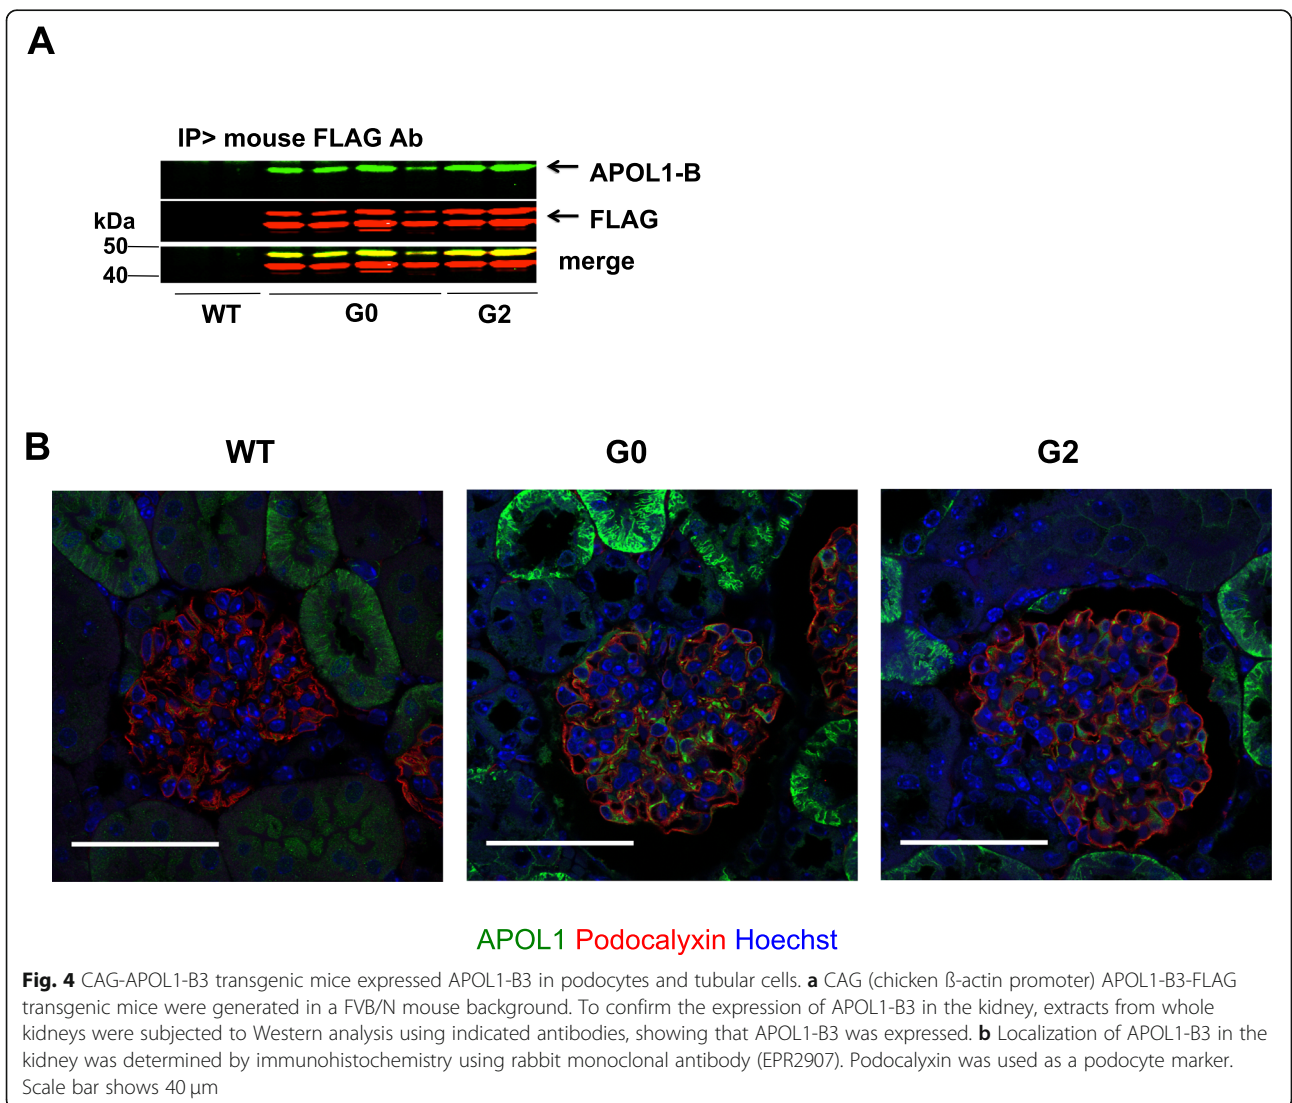 A
IP> mouse FLAG Ab
APOL1-B
FLAG
kDa
50
40
merge
WT
G0
G2
B
WT
G0
G2
APOL1 Podocalyxin Hoechst
Fig. 4 CAG-APOL1-B3 transgenic mice expressed APOL1-B3 in podocytes and tubular cells. a CAG (chicken ß-actin promoter) APOL1-B3-FLAG
transgenic mice were generated in a FVB/N mouse background. To confirm the expression of APOL1-B3 in the kidney, extracts from whole
kidneys were subjected to Western analysis using indicated antibodies, showing that APOL1-B3 was expressed. b Localization of APOL1-B3 in the
kidney was determined by immunohistochemistry using rabbit monoclonal antibody (EPR2907). Podocalyxin was used as a podocyte marker.
Scale bar shows 40 μm